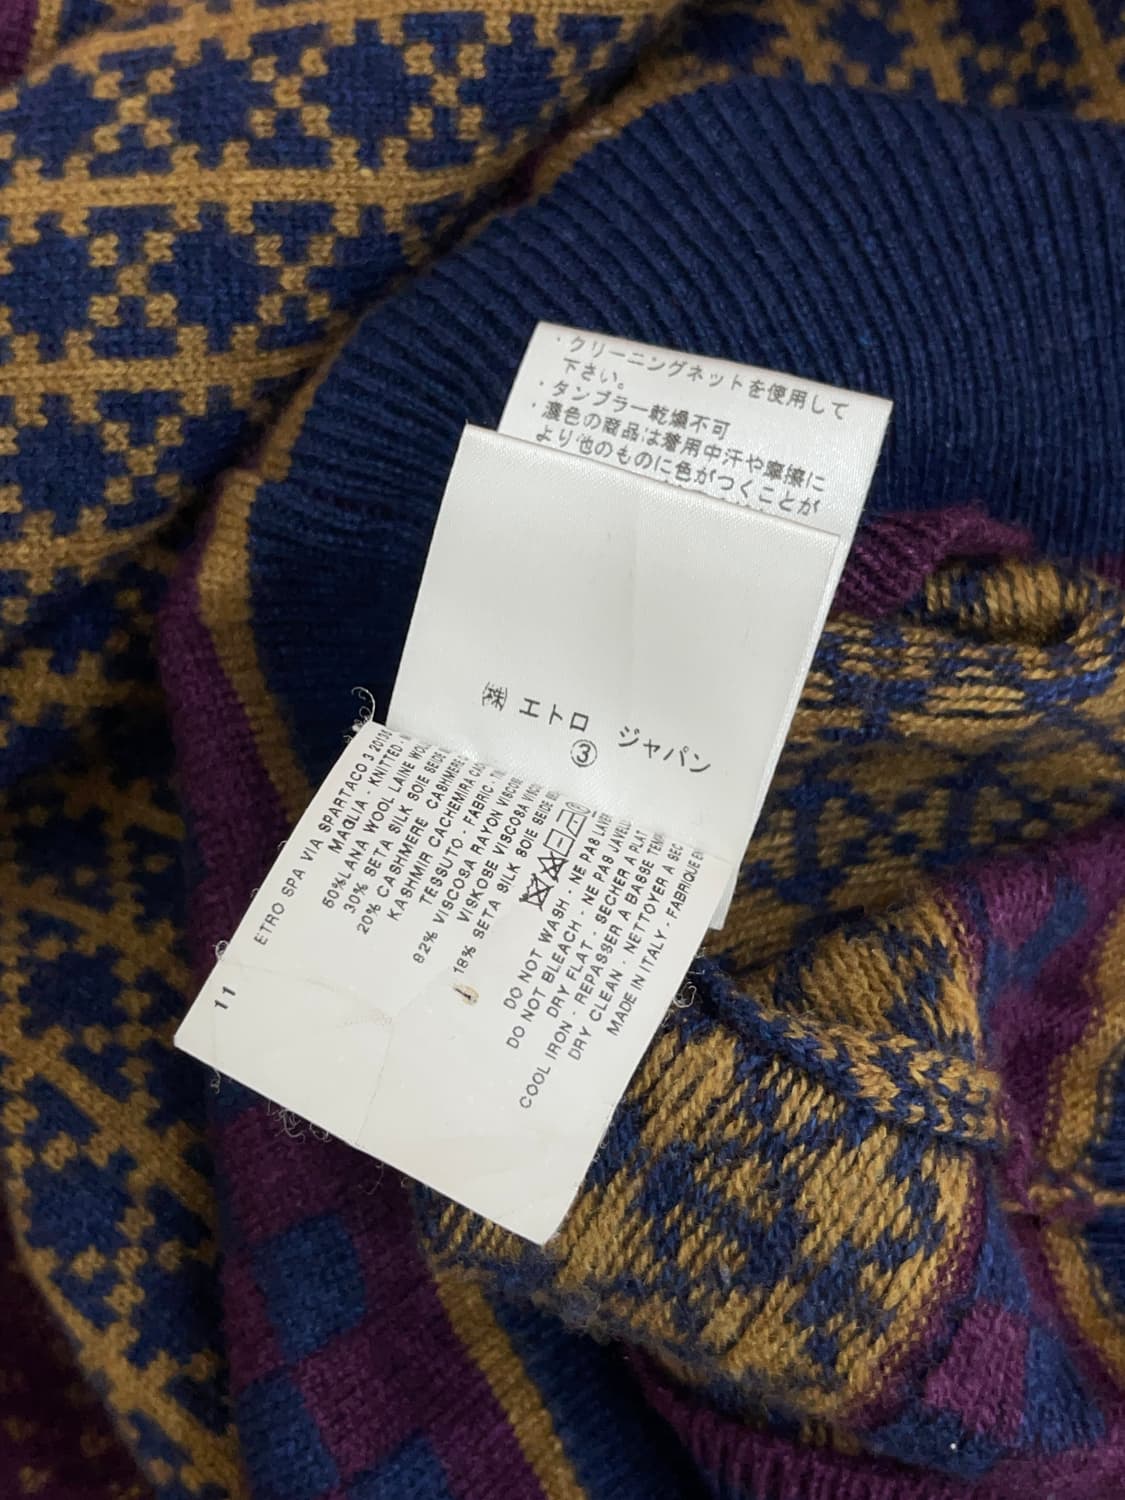 ・クリーニングネットを使用して
下さい。
・タンブラー乾燥不可
・濃色の商品は着用中汗や摩擦に
より他のものに色がつくことが
㈱ エトロ ジャパン
③
ETRO SPA VIA SPARTACO 3 2013
MAGLIA - KNITTED -
50%LANA WOOL LAINE WOL
30% SETA SILK SOIE SEIDE
20% CASHMERE CASHMERE
KASHMIR CACHEMIRA
TESSUTO - FABRIC -
82% VISCOSA RAYON VISCOSE
VISKOSE VISCOSA
18% SETA SILK SOIE SEIDE
DO NOT WASH - NE PAS LAVER
DO NOT BLEACH - NE PAS JAVELL
DRY FLAT - SECHER A PLAT
COOL IRON - REPASSER A BASSE TEMP
DRY CLEAN - NETTOYER A SEC
MADE IN ITALY - FABRIQUE EN
11